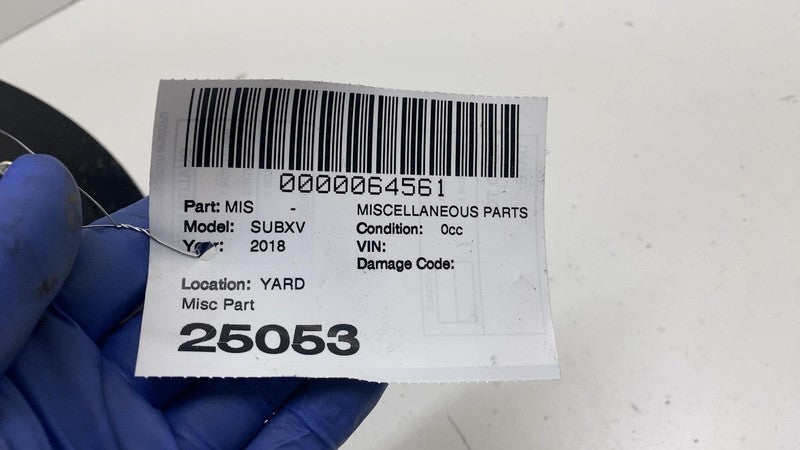 0000064561
Part: MIS - MISCELLANEOUS PARTS
Model: SUBXV Condition: 0cc
Year: 2018 VIN:
Damage Code:
Location: YARD
Misc Part
25053